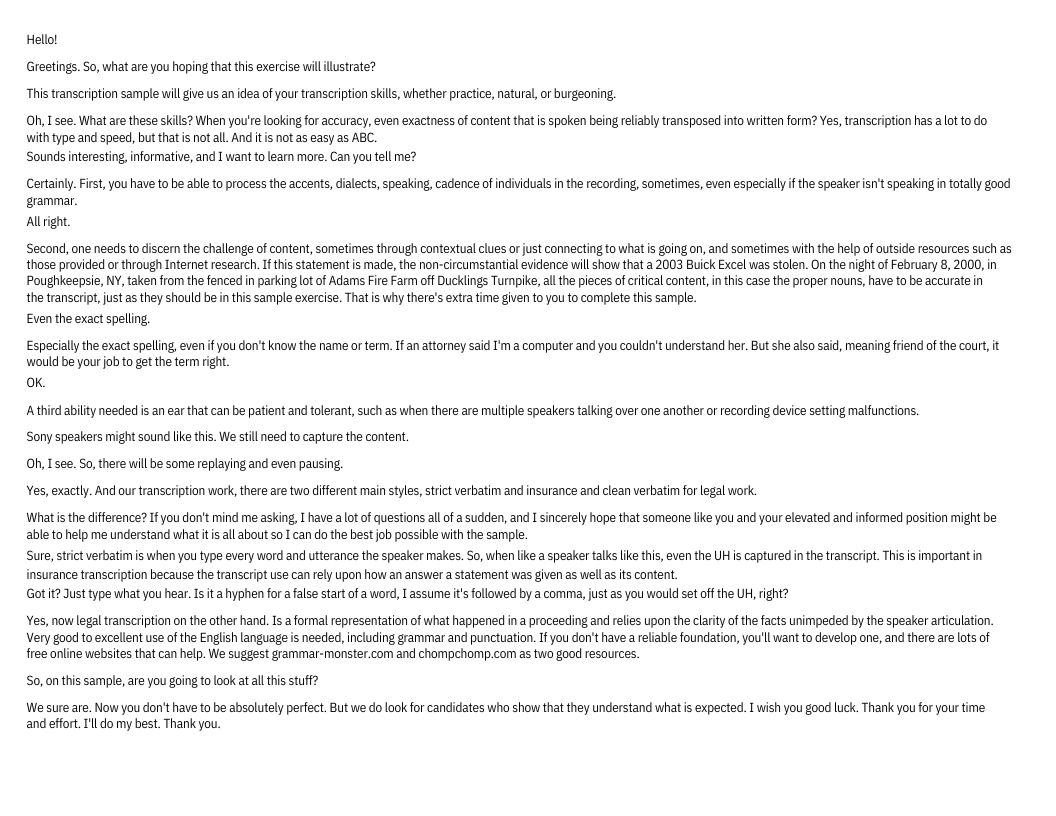 Hello!
Greetings. So, what are you hoping that this exercise will illustrate?
This transcription sample will give us an idea of your transcription skills, whether practice, natural, or burgeoning.
Oh, I see. What are these skills? When you're looking for accuracy, even exactness of content that is spoken being reliably transposed into written form? Yes, transcription has a lot to do
with type and speed, but that is not all. And it is not as easy as ABC.
Sounds interesting, informative, and I want to learn more. Can you tell me?
Certainly. First, you have to be able to process the accents, dialects, speaking, cadence of individuals in the recording, sometimes, even especially if the speaker isn't speaking in totally good
grammar.
All right.
Second, one needs to discern the challenge of content, sometimes through contextual clues or just connecting to what is going on, and sometimes with the help of outside resources such as
those provided or through Internet research. If this statement is made, the non-circumstantial evidence will show that a 2003 Buick Excel was stolen. On the night of February 8, 2000, in
Poughkeepsie, NY, taken from the fenced in parking lot of Adams Fire Farm off Ducklings Turnpike, all the pieces of critical content, in this case the proper nouns, have to be accurate in
the transcript, just as they should be in this sample exercise. That is why there's extra time given to you to complete this sample.
Even the exact spelling.
Especially the exact spelling, even if you don't know the name or term. If an attorney said I'm a computer and you couldn't understand her. But she also said, meaning friend of the court, it
would be your job to get the term right.
OK.
A third ability needed is an ear that can be patient and tolerant, such as when there are multiple speakers talking over one another or recording device setting malfunctions.
Sony speakers might sound like this. We still need to capture the content.
Oh, I see. So, there will be some replaying and even pausing.
Yes, exactly. And our transcription work, there are two different main styles, strict verbatim and insurance and clean verbatim for legal work.
What is the difference? If you don't mind me asking, I have a lot of questions all of a sudden, and I sincerely hope that someone like you and your elevated and informed position might be
able to help me understand what it is all about so I can do the best job possible with the sample.
Sure, strict verbatim is when you type every word and utterance the speaker makes. So, when like a speaker talks like this, even the UH is captured in the transcript. This is important in
insurance transcription because the transcript use can rely upon how an answer a statement was given as well as its content.
Got it? Just type what you hear. Is it a hyphen for a false start of a word, I assume it's followed by a comma, just as you would set off the UH, right?
Yes, now legal transcription on the other hand. Is a formal representation of what happened in a proceeding and relies upon the clarity of the facts unimpeded by the speaker articulation.
Very good to excellent use of the English language is needed, including grammar and punctuation. If you don't have a reliable foundation, you'll want to develop one, and there are lots of
free online websites that can help. We suggest grammar-monster.com and chompchomp.com as two good resources.
So, on this sample, are you going to look at all this stuff?
We sure are. Now you don't have to be absolutely perfect. But we do look for candidates who show that they understand what is expected. I wish you good luck. Thank you for your time
and effort. I'll do my best. Thank you.